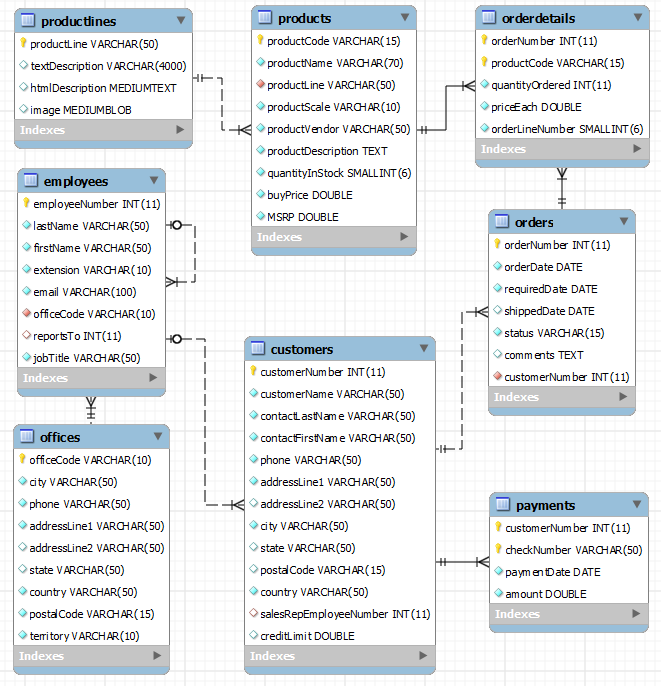 productlines
productLine VARCHAR(50)
textDescription VARCHAR(4000)
htmlDescription MEDIUMTEXT
image MEDIUMBLOB
Indexes
products
productCode VARCHAR(15)
productName VARCHAR(70)
productLine VARCHAR(50)
productScale VARCHAR(10)
productVendor VARCHAR(50)
productDescription TEXT
quantityInStock SMALLINT(6)
buyPrice DOUBLE
MSRP DOUBLE
Indexes
orderdetails
orderNumber INT(11)
productCode VARCHAR(15)
quantityOrdered INT(11)
priceEach DOUBLE
orderLineNumber SMALLINT(6)
Indexes
employees
employeeNumber INT(11)
lastName VARCHAR(50)
firstName VARCHAR(50)
extension VARCHAR(10)
email VARCHAR(100)
officeCode VARCHAR(10)
reportsTo INT(11)
jobTitle VARCHAR(50)
Indexes
orders
orderNumber INT(11)
orderDate DATE
requiredDate DATE
shippedDate DATE
status VARCHAR(15)
comments TEXT
customerNumber INT(11)
Indexes
customers
customerNumber INT(11)
customerName VARCHAR(50)
contactLastName VARCHAR(50)
contactFirstName VARCHAR(50)
phone VARCHAR(50)
addressLine1 VARCHAR(50)
addressLine2 VARCHAR(50)
city VARCHAR(50)
state VARCHAR(50)
postalCode VARCHAR(15)
country VARCHAR(50)
salesRepEmployeeNumber INT(11)
creditLimit DOUBLE
Indexes
offices
officeCode VARCHAR(10)
city VARCHAR(50)
phone VARCHAR(50)
addressLine1 VARCHAR(50)
addressLine2 VARCHAR(50)
state VARCHAR(50)
country VARCHAR(50)
postalCode VARCHAR(15)
territory VARCHAR(10)
Indexes
payments
customerNumber INT(11)
checkNumber VARCHAR(50)
paymentDate DATE
amount DOUBLE
Indexes